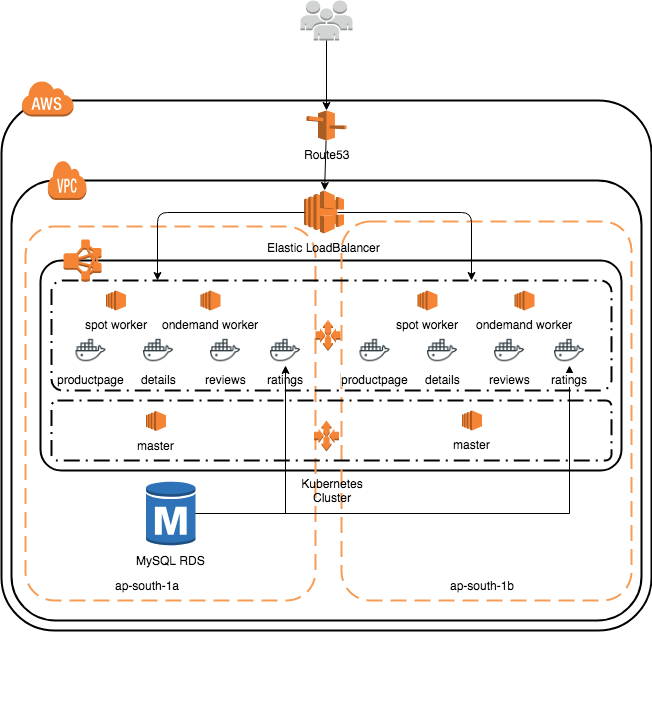 AWS
Route53
VPC
Elastic LoadBalancer
spot worker
ondemand worker
spot worker
ondemand worker
productpage
details
reviews
ratings
productpage
details
reviews
ratings
master
master
Kubernetes
Cluster
M
MySQL RDS
ap-south-1a
ap-south-1b